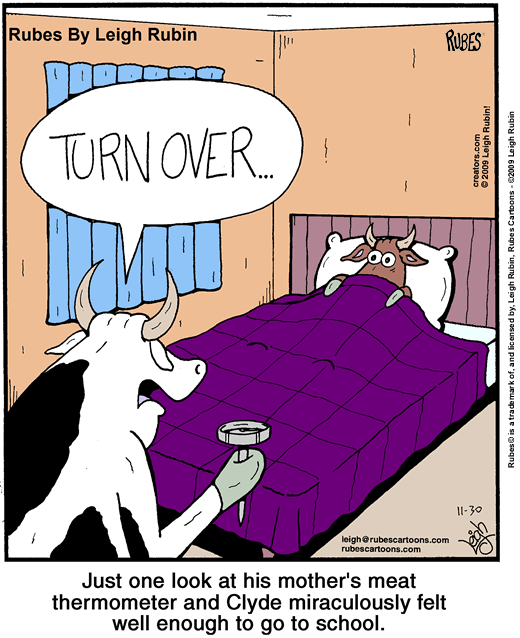 Rubes By Leigh Rubin
RUBES
TURN OVER...
creators.com
© 2009 Leigh Rubin!
Rubes© is a trademark of, and licensed by, Leigh Rubin, Rubes Cartoons - ©2009 Leigh Rubin
11-30
leigh@rubescartoons.com
rubescartoons.com
Leigh
Just one look at his mother's meat
thermometer and Clyde miraculously felt
well enough to go to school.